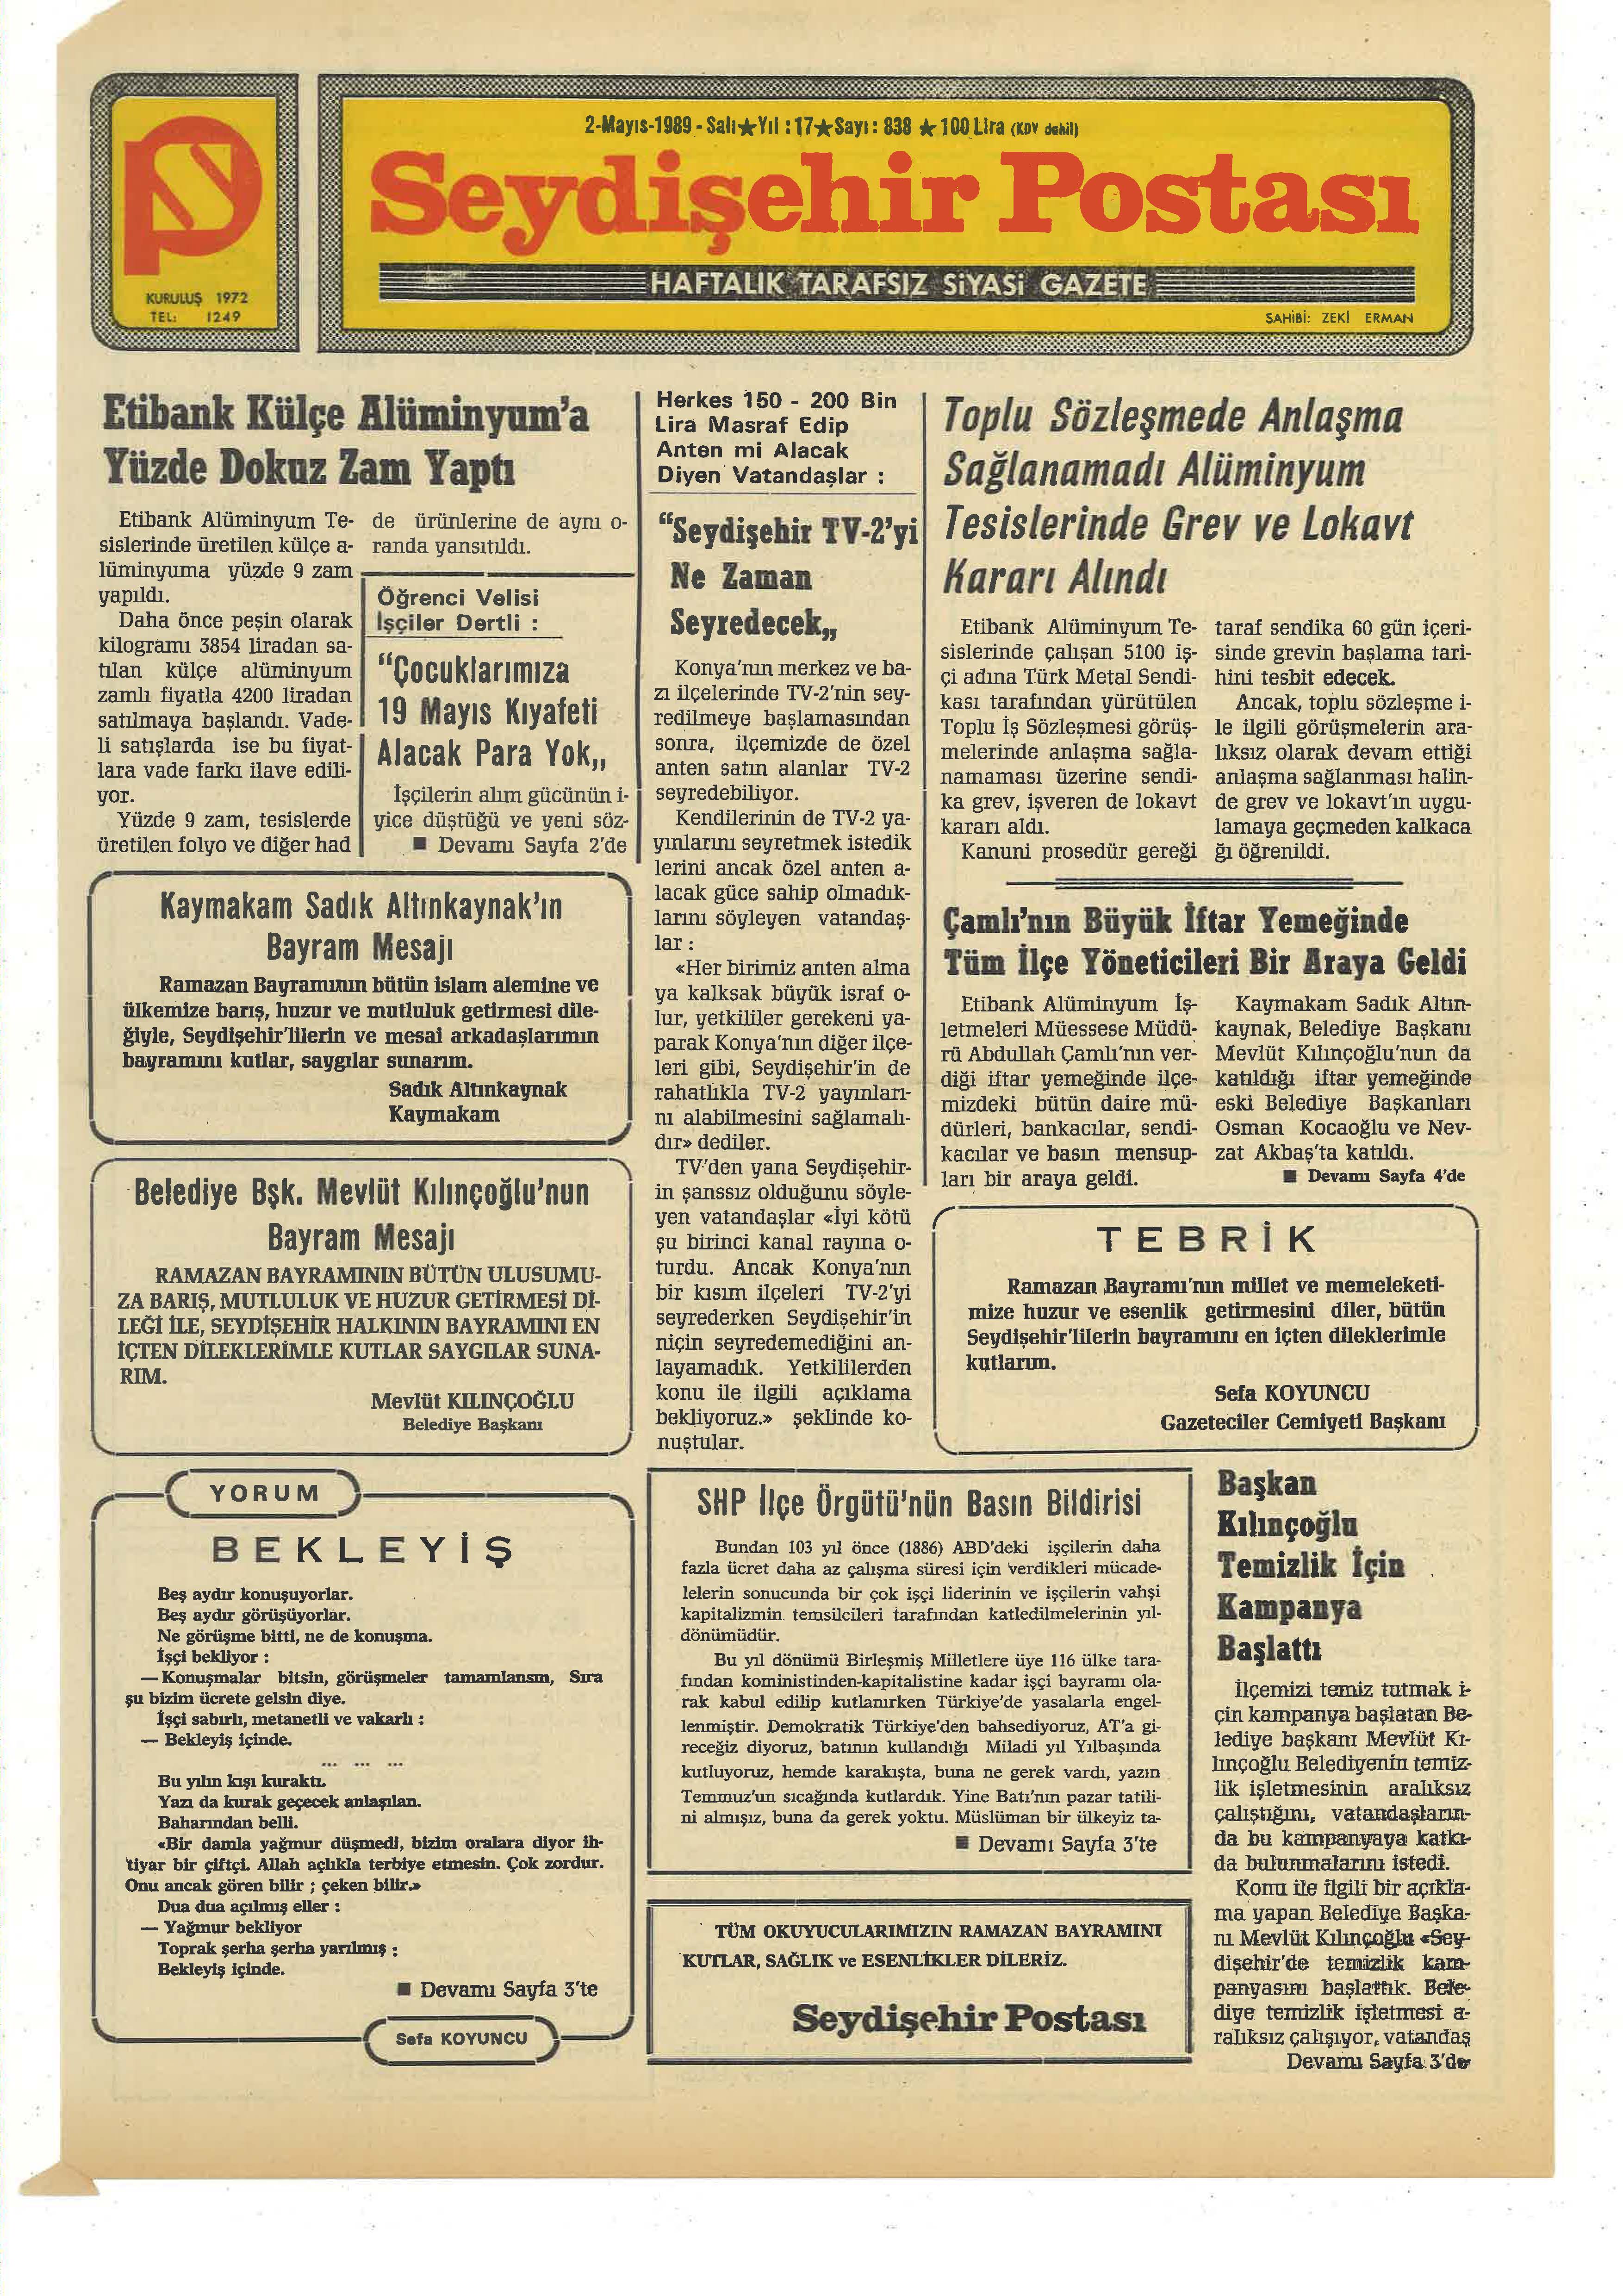 2-Mayıs-1989 - Salı★Yıl :17★Sayı: 838 ★ 100 Lira (KDV dahil)
Seydişehir Postası
HAFTALIK TARAFSIZ SİYASİ GAZETE
SAHİBİ: ZEKİ ERMAN
KURULUŞ 1972
TEL: 1249
Etibank Külçe Alüminyum'a
Yüzde Dokuz Zam Yaptı
Etibank Alüminyum Te-
sislerinde üretilen külçe a-
lüminyuma yüzde 9 zam
yapıldı.
Daha önce peşin olarak
kilogramı 3854 liradan sa-
tılan külçe alüminyum
zamlı fiyatla 4200 liradan
satılmaya başlandı. Vade-
li satışlarda ise bu fiyat-
lara vade farkı ilave edili-
yor.
Yüzde 9 zam, tesislerde
üretilen folyo ve diğer had
de ürünlerine de aynı o-
randa yansıtıldı.
Öğrenci Velisi
İşçiler Dertli :
“Çocuklarımıza
19 Mayıs Kıyafeti
Alacak Para Yok„
İşçilerin alım gücünün i-
yice düştüğü ve yeni söz-
■ Devamı Sayfa 2'de
Kaymakam Sadık Altınkaynak'ın
Bayram Mesajı
Ramazan Bayramının bütün islam alemine ve
ülkemize barış, huzur ve mutluluk getirmesi dile-
ğiyle, Seydişehir'lilerin ve mesai arkadaşlarımın
bayramını kutlar, saygılar sunarım.
Sadık Altınkaynak
Kaymakam
Belediye Bşk. Mevlüt Kılınçoğlu'nun
Bayram Mesajı
RAMAZAN BAYRAMININ BÜTÜN ULUSUMU-
ZA BARIŞ, MUTLULUK VE HUZUR GETİRMESİ Dİ-
LEĞİ İLE, SEYDİŞEHİR HALKININ BAYRAMINI EN
İÇTEN DİLEKLERİMLE KUTLAR SAYGILAR SUNA-
RIM.
Mevlüt KILINÇOĞLU
Belediye Başkanı
YORUM
BEKLEYİŞ
Beş aydır konuşuyorlar.
Beş aydır görüşüyorlar.
Ne görüşme bitti, ne de konuşma.
İşçi bekliyor :
— Konuşmalar bitsin, görüşmeler tamamlansın, Sıra
şu bizim ücrete gelsin diye.
İşçi sabırlı, metanetli ve vakarlı :
— Bekleyiş içinde.
... ... ...
Bu yılın kışı kuraktı.
Yazı da kurak geçecek anlaşılan.
Baharından belli.
«Bir damla yağmur düşmedi, bizim oralara diyor ih-
tiyar bir çiftçi. Allah açlıkla terbiye etmesin. Çok zordur.
Onu ancak gören bilir ; çeken bilir.»
Dua dua açılmış eller :
— Yağmur bekliyor
Toprak şerha şerha yarılmış :
Bekleyiş içinde.
■ Devamı Sayfa 3'te
Sefa KOYUNCU
Herkes 150 - 200 Bin
Lira Masraf Edip
Anten mi Alacak
Diyen Vatandaşlar :
“Seydişehir TV-2'yi
Ne Zaman
Seyredecek„
Konya'nın merkez ve ba-
zı ilçelerinde TV-2'nin sey-
redilmeye başlamasından
sonra, ilçemizde de özel
anten satın alanlar TV-2
seyredebiliyor.
Kendilerinin de TV-2 ya-
yınlarını seyretmek istedik
lerini ancak özel anten a-
lacak güce sahip olmadık-
larını söyleyen vatandaş-
lar :
«Her birimiz anten alma
ya kalksak büyük israf o-
lur, yetkililer gerekeni ya-
parak Konya'nın diğer ilçe-
leri gibi, Seydişehir'in de
rahatlıkla TV-2 yayınları-
nı alabilmesini sağlamalı-
dır» dediler.
TV'den yana Seydişehir-
in şanssız olduğunu söyle-
yen vatandaşlar «İyi kötü
şu birinci kanal rayına o-
turdu. Ancak Konya'nın
bir kısım ilçeleri TV-2'yi
seyrederken Seydişehir'in
niçin seyredemediğini an-
layamadık. Yetkililerden
konu ile ilgili açıklama
bekliyoruz.» şeklinde ko-
nuştular.
Toplu Sözleşmede Anlaşma
Sağlanamadı Alüminyum
Tesislerinde Grev ve Lokavt
Kararı Alındı
Etibank Alüminyum Te-
sislerinde çalışan 5100 iş-
çi adına Türk Metal Sendi-
kası tarafından yürütülen
Toplu İş Sözleşmesi görüş-
melerinde anlaşma sağla-
namaması üzerine sendi-
ka grev, işveren de lokavt
kararı aldı.
Kanuni prosedür gereği
taraf sendika 60 gün içeri-
sinde grevin başlama tari-
hini tesbit edecek.
Ancak, toplu sözleşme i-
le ilgili görüşmelerin ara-
lıksız olarak devam ettiği
anlaşma sağlanması halin-
de grev ve lokavt'ın uygu-
lamaya geçmeden kalkaca
ğı öğrenildi.
Çamlı'nın Büyük İftar Yemeğinde
Tüm İlçe Yöneticileri Bir Araya Geldi
Etibank Alüminyum İş-
letmeleri Müessese Müdü-
rü Abdullah Çamlı'nın ver-
diği iftar yemeğinde ilçe-
mizdeki bütün daire mü-
dürleri, bankacılar, sendi-
kacılar ve basın mensup-
ları bir araya geldi.
Kaymakam Sadık Altın-
kaynak, Belediye Başkanı
Mevlüt Kılınçoğlu'nun da
katıldığı iftar yemeğinde
eski Belediye Başkanları
Osman Kocaoğlu ve Nev-
zat Akbaş'ta katıldı.
■ Devamı Sayfa 4'de
TEBRİK
Ramazan Bayramı'nın millet ve memeleketi-
mize huzur ve esenlik getirmesini diler, bütün
Seydişehir'lilerin bayramını en içten dileklerimle
kutlarım.
Sefa KOYUNCU
Gazeteciler Cemiyeti Başkanı
SHP İlçe Örgütü'nün Basın Bildirisi
Bundan 103 yıl önce (1886) ABD'deki işçilerin daha
fazla ücret daha az çalışma süresi için verdikleri mücade-
lelerin sonucunda bir çok işçi liderinin ve işçilerin vahşi
kapitalizmin temsilcileri tarafından katledilmelerinin yıl-
dönümüdür.
Bu yıl dönümü Birleşmiş Milletlere üye 116 ülke tara-
fından koministinden-kapitalistine kadar işçi bayramı ola-
rak kabul edilip kutlanırken Türkiye'de yasalarla engel-
lenmiştir. Demokratik Türkiye'den bahsediyoruz, AT'a gi-
receğiz diyoruz, batının kullandığı Miladi yıl Yılbaşında
kutluyoruz, hemde karakışta, buna ne gerek vardı, yazın
Temmuz'un sıcağında kutlardık. Yine Batı'nın pazar tatili-
ni almışız, buna da gerek yoktu. Müslüman bir ülkeyiz ta-
■ Devamı Sayfa 3'te
TÜM OKUYUCULARIMIZIN RAMAZAN BAYRAMINI
KUTLAR, SAĞLIK ve ESENLİKLER DİLERİZ.
Seydişehir Postası
Başkan
Kılınçoğlu
Temizlik İçin
Kampanya
Başlattı
İlçemizi temiz tutmak i-
çin kampanya başlatan Be-
lediye başkanı Mevlüt Kı-
lınçoğlu Belediyenin temiz-
lik işletmesinin aralıksız
çalıştığını, vatandaşların-
da bu kampanyaya katkı-
da bulunmalarını istedi.
Konu ile ilgili bir açıkla-
ma yapan Belediye Başka-
nı Mevlüt Kılınçoğlu «Sey-
dişehir'de temizlik kam-
panyasını başlattık. Bele-
diye temizlik işletmesi a-
ralıksız çalışıyor, vatandaş
Devamı Sayfa 3'de